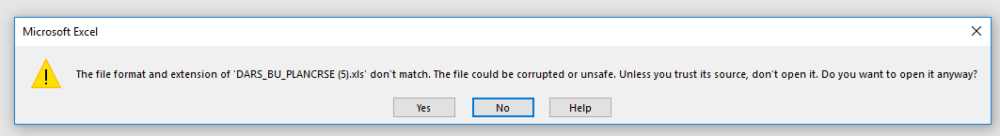 Microsoft Excel
The file format and extension of 'DARS_BU_PLANCRSE (5).xls' don't match. The file could be corrupted or unsafe. Unless you trust its source, don't open it. Do you want to open it anyway?
Yes No Help